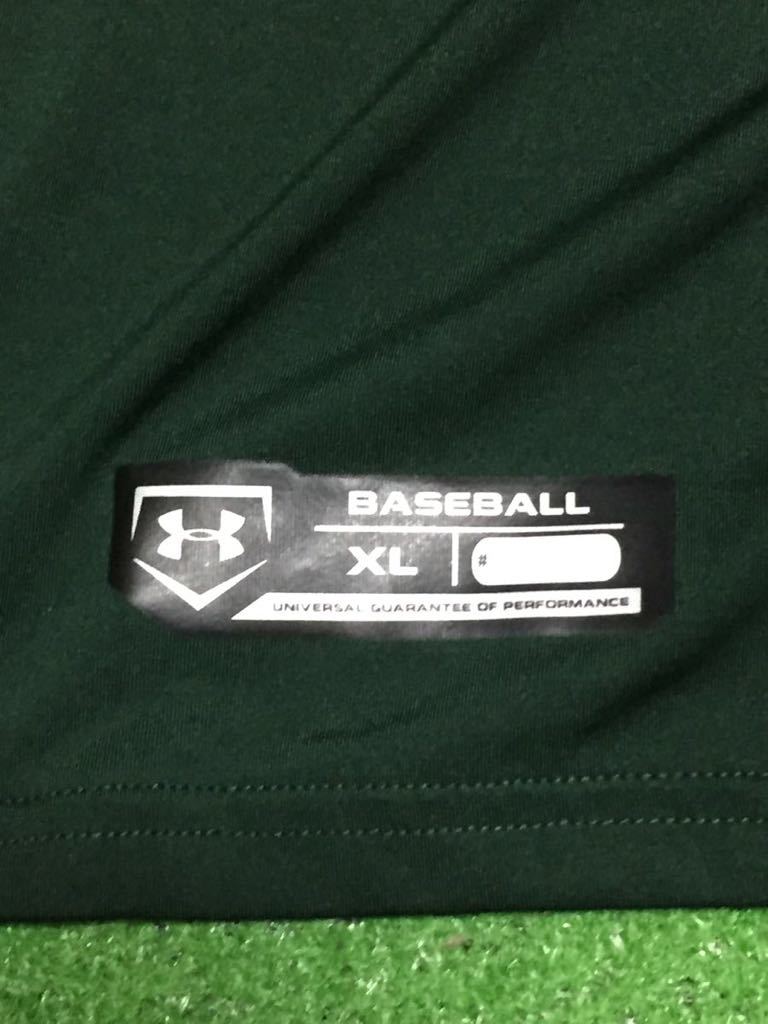 BASEBALL
XL #
UNIVERSAL GUARANTEE OF PERFORMANCE